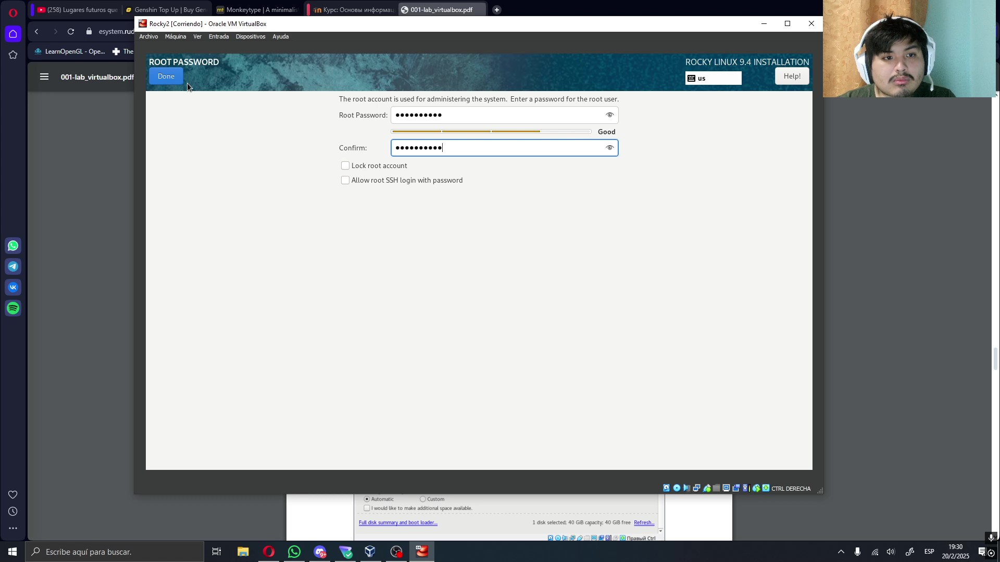 (258) Lugares futuros que
Genshin Top Up | Buy Gen
mt Monkeytype | A minimalis
Курс: Основы информац
001-lab_virtualbox.pdf
Rocky2 [Corriendo] - Oracle VM VirtualBox
esystem.rud
Archivo Máquina Ver Entrada Dispositivos Ayuda
LearnOpenGL - Ope...
The
001-lab_virtualbox.pdf
ROOT PASSWORD
ROCKY LINUX 9.4 INSTALLATION
Done
us
Help!
The root account is used for administering the system. Enter a password for the root user.
Root Password: ●●●●●●●●●●
Good
Confirm: ●●●●●●●●●●
Lock root account
Allow root SSH login with password
CTRL DERECHA
Automatic Custom
I would like to make additional space available.
Full disk summary and boot loader...
1 disk selected; 40 GiB capacity; 40 GiB free Refresh...
Правый Ctrl
Escribe aquí para buscar.
9+
64
ESP
19:30
20/2/2025